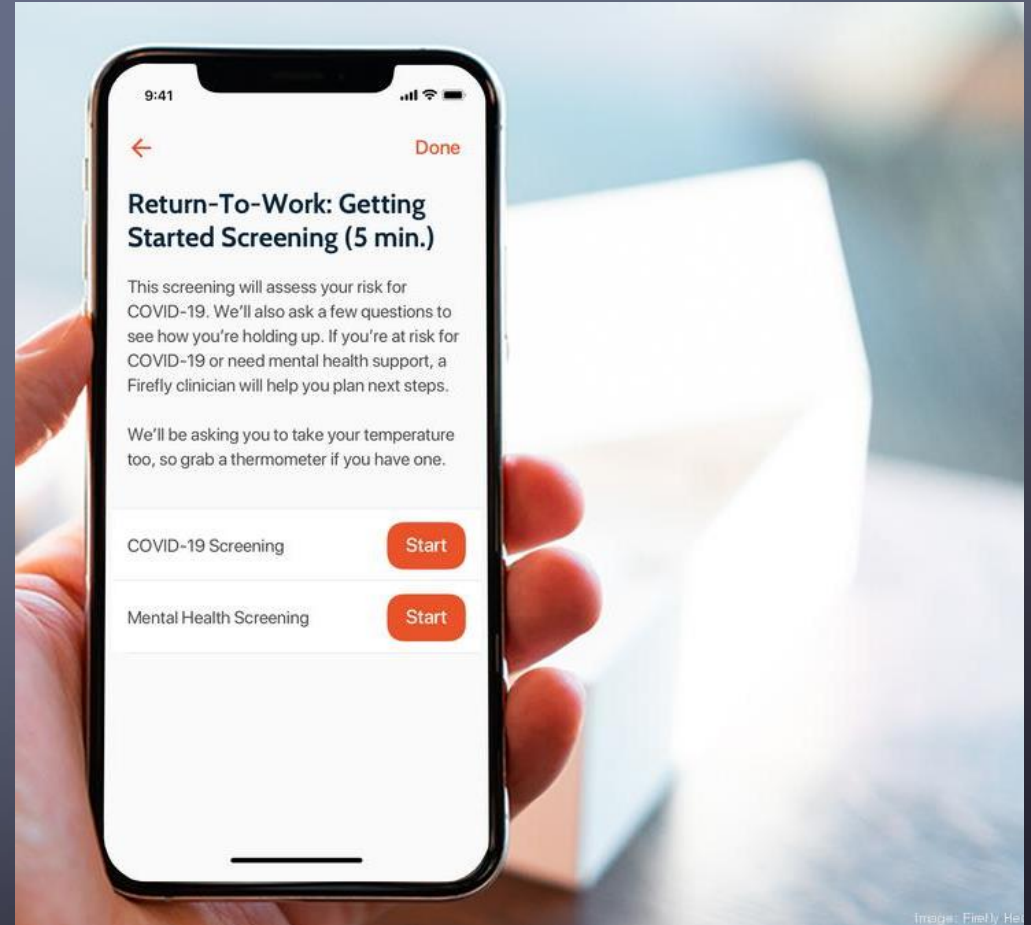 9:41
Done
Return-To-Work: Getting
Started Screening (5 min.)
This screening will assess your risk for
COVID-19. We'll also ask a few questions to
see how you're holding up. If you're at risk for
COVID-19 or need mental health support, a
Firefly clinician will help you plan next steps.
We'll be asking you to take your temperature
too, so grab a thermometer if you have one.
COVID-19 Screening Start
Mental Health Screening Start
Image: Firefly He